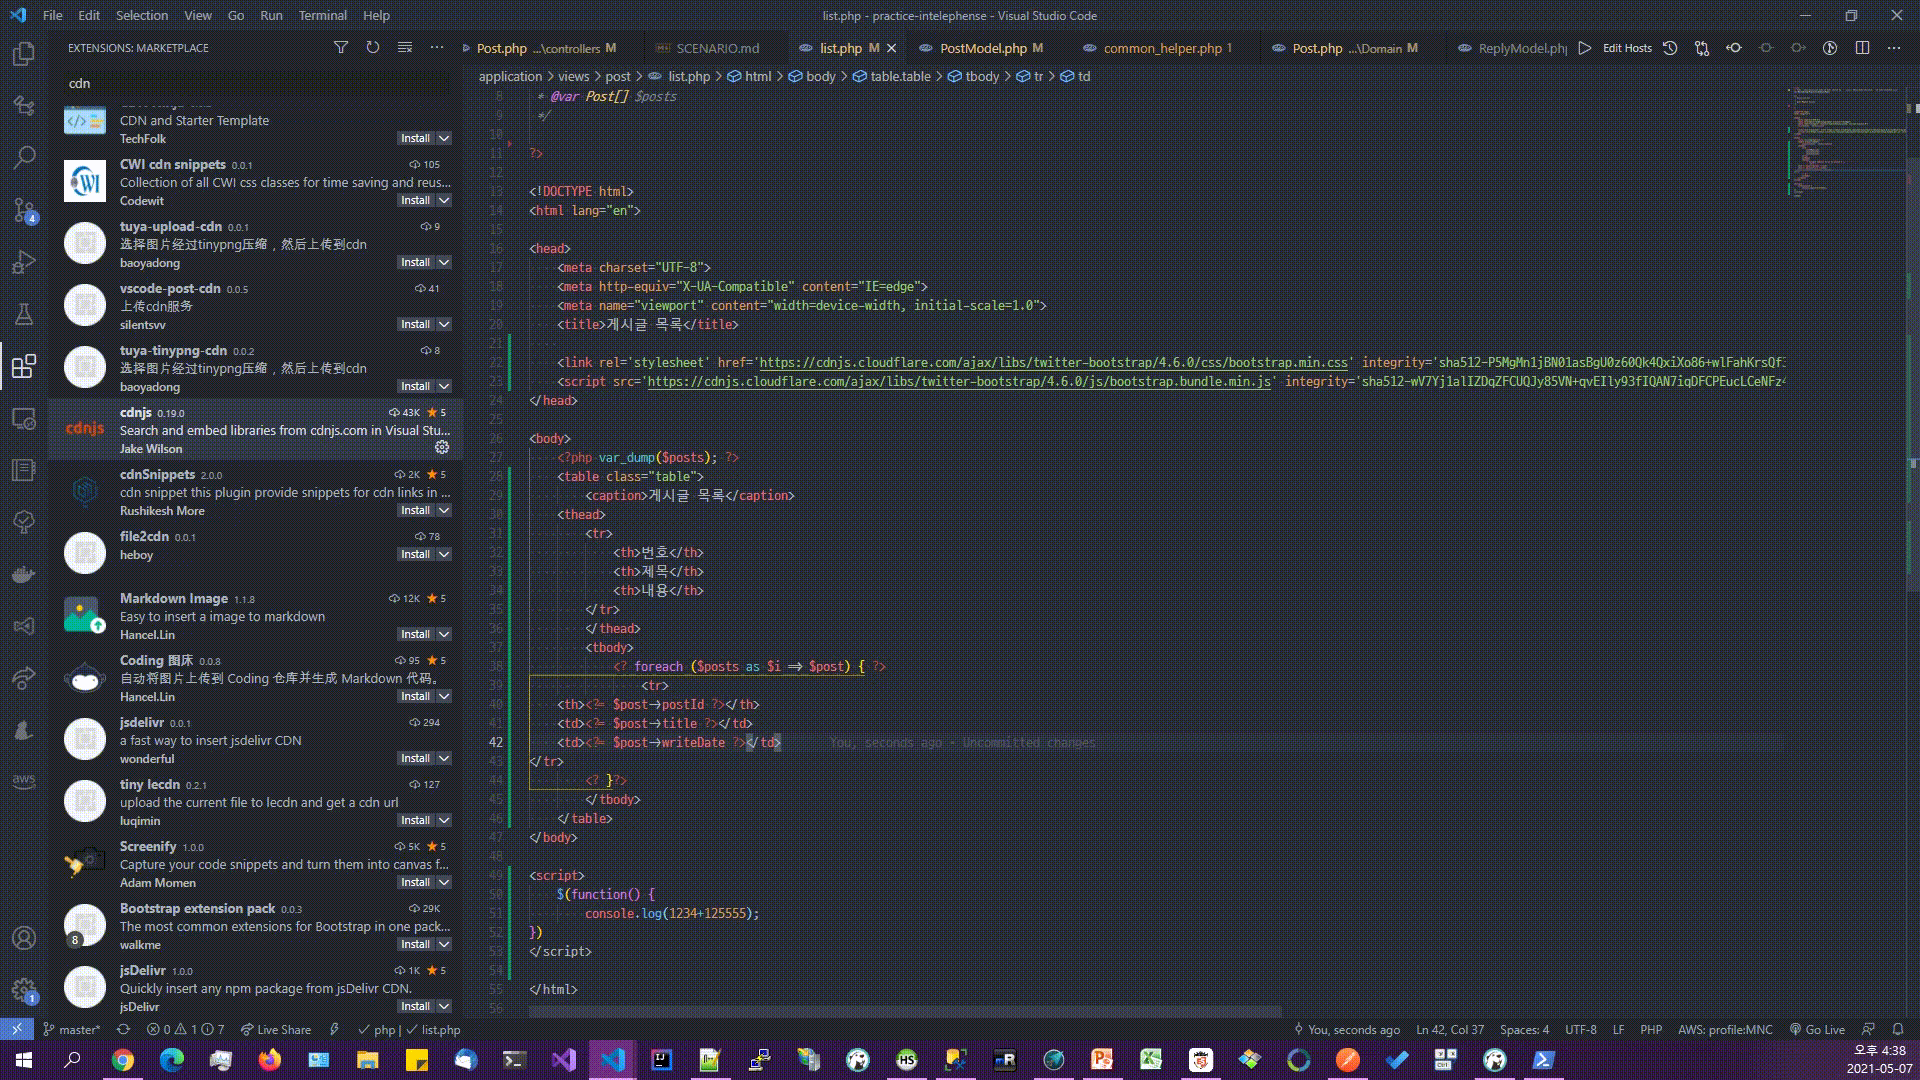 File Edit Selection View Go Run Terminal Help
list.php - practice-intelephense - Visual Studio Code
EXTENSIONS: MARKETPLACE
Post.php ...\controllers M
SCENARIO.md
list.php M
PostModel.php M
common_helper.php 1
Post.php ...\Domain M
ReplyModel.php
Edit Hosts
cdn
application > views > post > list.php > html > body > table.table > tbody > tr > td
CDN and Starter Template
TechFolk
Install
CWI cdn snippets 0.0.1
105
Collection of all CWI css classes for time saving and reus...
Codewit
Install
tuya-upload-cdn 0.0.1
9
选择图片经过tinypng压缩，然后上传到cdn
baoyadong
Install
vscode-post-cdn 0.0.5
41
上传cdn服务
silentsvv
Install
tuya-tinypng-cdn 0.0.2
8
选择图片经过tinypng压缩，然后上传到cdn
baoyadong
Install
cdnjs
cdnjs 0.19.0
43K ★ 5
Search and embed libraries from cdnjs.com in Visual Stu...
Jake Wilson
cdnSnippets 2.0.0
2K ★ 5
cdn snippet this plugin provide snippets for cdn links in ...
Rushikesh More
Install
file2cdn 0.0.1
78
heboy
Install
Markdown Image 1.1.8
12K ★ 5
Easy to insert a image to markdown
Hancel.Lin
Install
Coding 图床 0.0.8
95 ★ 5
自动将图片上传到 Coding 仓库并生成 Markdown 代码。
Hancel.Lin
Install
jsdelivr 0.0.1
294
a fast way to insert jsdelivr CDN
wonderful
Install
tiny lecdn 0.2.1
127
upload the current file to lecdn and get a cdn url
luqimin
Install
Screenify 1.0.0
5K ★ 5
Capture your code snippets and turn them into canvas f...
Adam Momen
Install
Bootstrap extension pack 0.0.3
29K
The most common extensions for Bootstrap in one pack...
walkme
8
Install
jsDelivr 1.0.0
1K ★ 5
Quickly insert any npm package from jsDelivr CDN.
jsDelivr
Install
8 * @var Post[] $posts
9 */
10
11 ?>
12
13 <!DOCTYPE html>
14 <html lang="en">
15
16 <head>
17 <meta charset="UTF-8">
18 <meta http-equiv="X-UA-Compatible" content="IE=edge">
19 <meta name="viewport" content="width=device-width, initial-scale=1.0">
20 <title>게시글 목록</title>
21
22 <link rel='stylesheet' href='https://cdnjs.cloudflare.com/ajax/libs/twitter-bootstrap/4.6.0/css/bootstrap.min.css' integrity='
23 <script src='https://cdnjs.cloudflare.com/ajax/libs/twitter-bootstrap/4.6.0/js/bootstrap.bundle.min.js' integrity='
24 </head>
25
26 <body>
27 <?php var_dump($posts); ?>
28 <table class="table">
29 <caption>게시글 목록</caption>
30 <thead>
31 <tr>
32 <th>번호</th>
33 <th>제목</th>
34 <th>내용</th>
35 </tr>
36 </thead>
37 <tbody>
38 <? foreach ($posts as $i => $post) { ?>
39 <tr>
40 <th><?= $post->postId ?></th>
41 <td><?= $post->title ?></td>
42 <td><?= $post->writeDate ?></td> You, seconds ago - Uncommitted changes
43 </tr>
44 <? }?>
45 </tbody>
46 </table>
47 </body>
48
49 <script>
50 $(function() {
51 console.log(1234+125555);
52 })
53 </script>
54
55 </html>
56
4
1
aws
master* 0 1 7 Live Share php | list.php
You, seconds ago Ln 42, Col 37 Spaces: 4 UTF-8 LF PHP AWS: profile:MNC Go Live
오후 4:38
2021-05-07